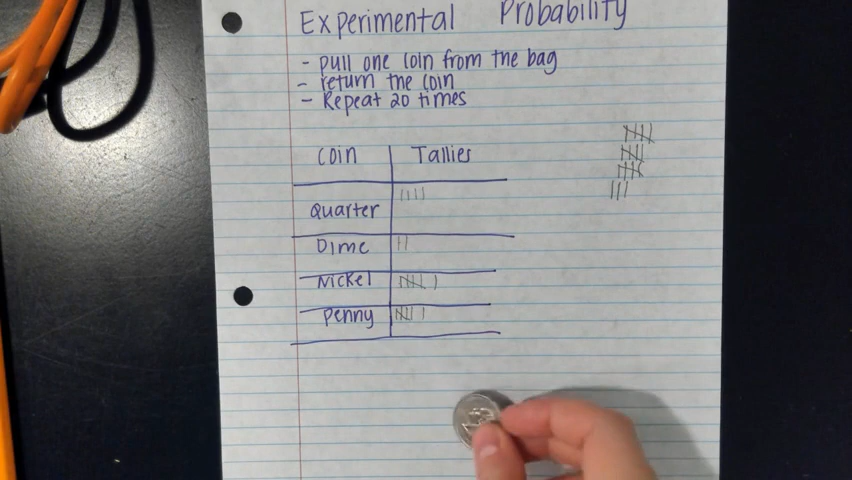 Experimental Probability
- pull one coin from the bag
- return the coin
- Repeat 20 times
Coin Tallies
Quarter
Dime
Nickel
Penny